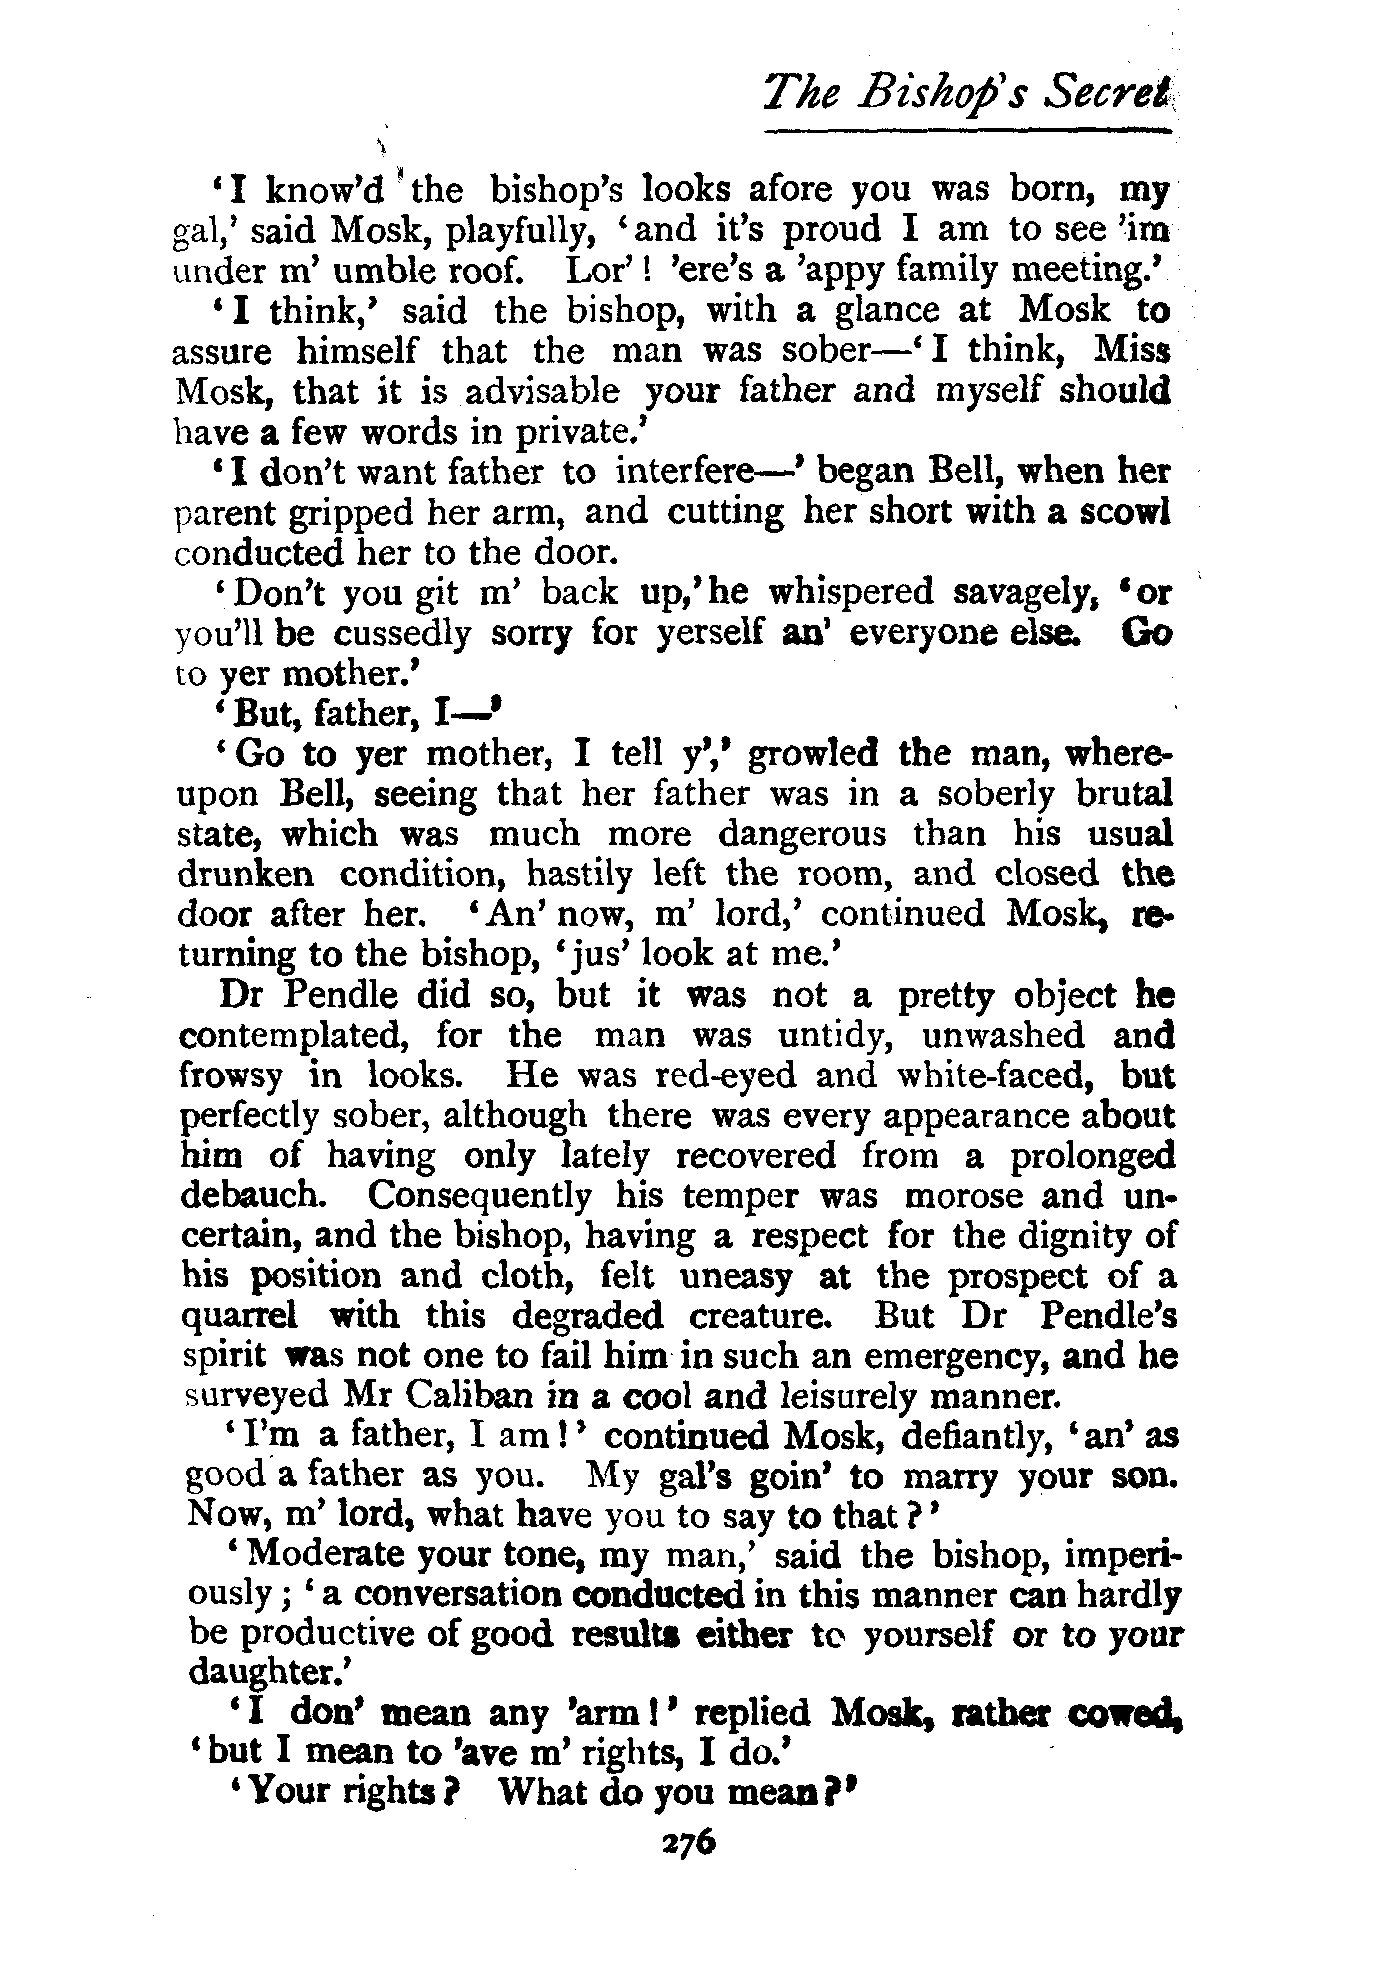 The Bishop's Secret
‘I know'd the bishop's looks afore you was born, my
gal,’ said Mosk, playfully, ‘and it's proud I am to see 'im
under m' umble roof. Lor'! 'ere's a 'appy family meeting.’
‘I think,’ said the bishop, with a glance at Mosk to
assure himself that the man was sober—‘I think, Miss
Mosk, that it is advisable your father and myself should
have a few words in private.’
‘I don't want father to interfere—’ began Bell, when her
parent gripped her arm, and cutting her short with a scowl
conducted her to the door.
‘Don't you git m' back up,’ he whispered savagely, ‘or
you'll be cussedly sorry for yerself an' everyone else. Go
to yer mother.’
‘But, father, I—’
‘Go to yer mother, I tell y',’ growled the man, where-
upon Bell, seeing that her father was in a soberly brutal
state, which was much more dangerous than his usual
drunken condition, hastily left the room, and closed the
door after her. ‘An' now, m' lord,’ continued Mosk, re-
turning to the bishop, ‘jus' look at me.’
Dr Pendle did so, but it was not a pretty object he
contemplated, for the man was untidy, unwashed and
frowsy in looks. He was red-eyed and white-faced, but
perfectly sober, although there was every appearance about
him of having only lately recovered from a prolonged
debauch. Consequently his temper was morose and un-
certain, and the bishop, having a respect for the dignity of
his position and cloth, felt uneasy at the prospect of a
quarrel with this degraded creature. But Dr Pendle's
spirit was not one to fail him in such an emergency, and he
surveyed Mr Caliban in a cool and leisurely manner.
‘I'm a father, I am!’ continued Mosk, defiantly, ‘an' as
good a father as you. My gal's goin' to marry your son.
Now, m' lord, what have you to say to that?’
‘Moderate your tone, my man,’ said the bishop, imperi-
ously; ‘a conversation conducted in this manner can hardly
be productive of good results either to yourself or to your
daughter.’
‘I don' mean any 'arm!’ replied Mosk, rather cowed,
‘but I mean to 'ave m' rights, I do.’
‘Your rights? What do you mean?’
276